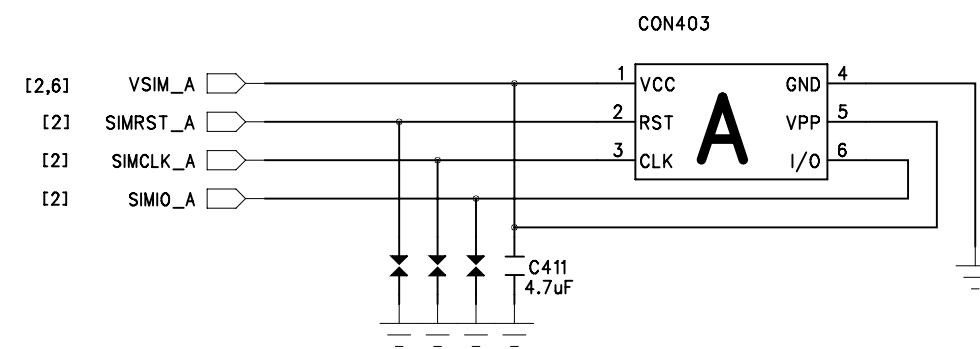 CON403
[2,6] VSIM_A 1 VCC GND 4
[2] SIMRST_A 2 RST A VPP 5
[2] SIMCLK_A 3 CLK I/O 6
[2] SIMIO_A
C411
4.7uF